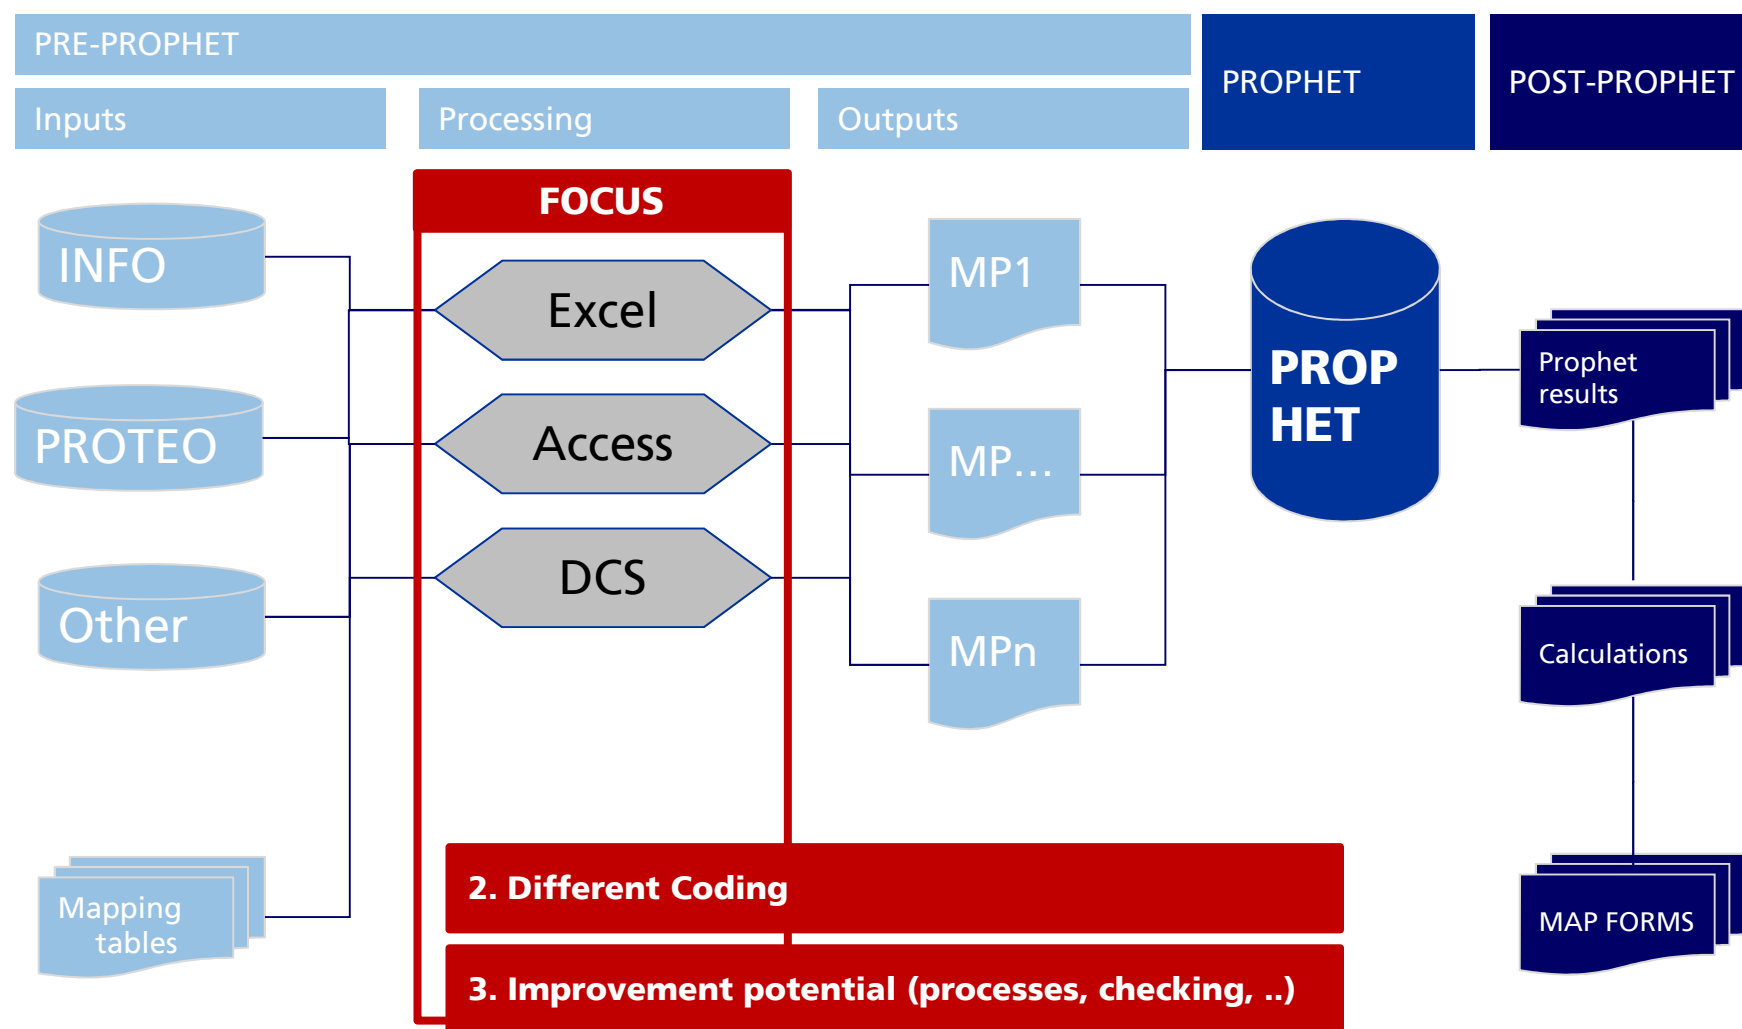 PRE-PROPHET
PROPHET
POST-PROPHET
Inputs
Processing
Outputs
FOCUS
INFO
PROTEO
Other
Mapping
tables
Excel
Access
DCS
MP1
MP...
MPn
PROP
HET
Prophet
results
Calculations
MAP FORMS
2. Different Coding
3. Improvement potential (processes, checking, ..)